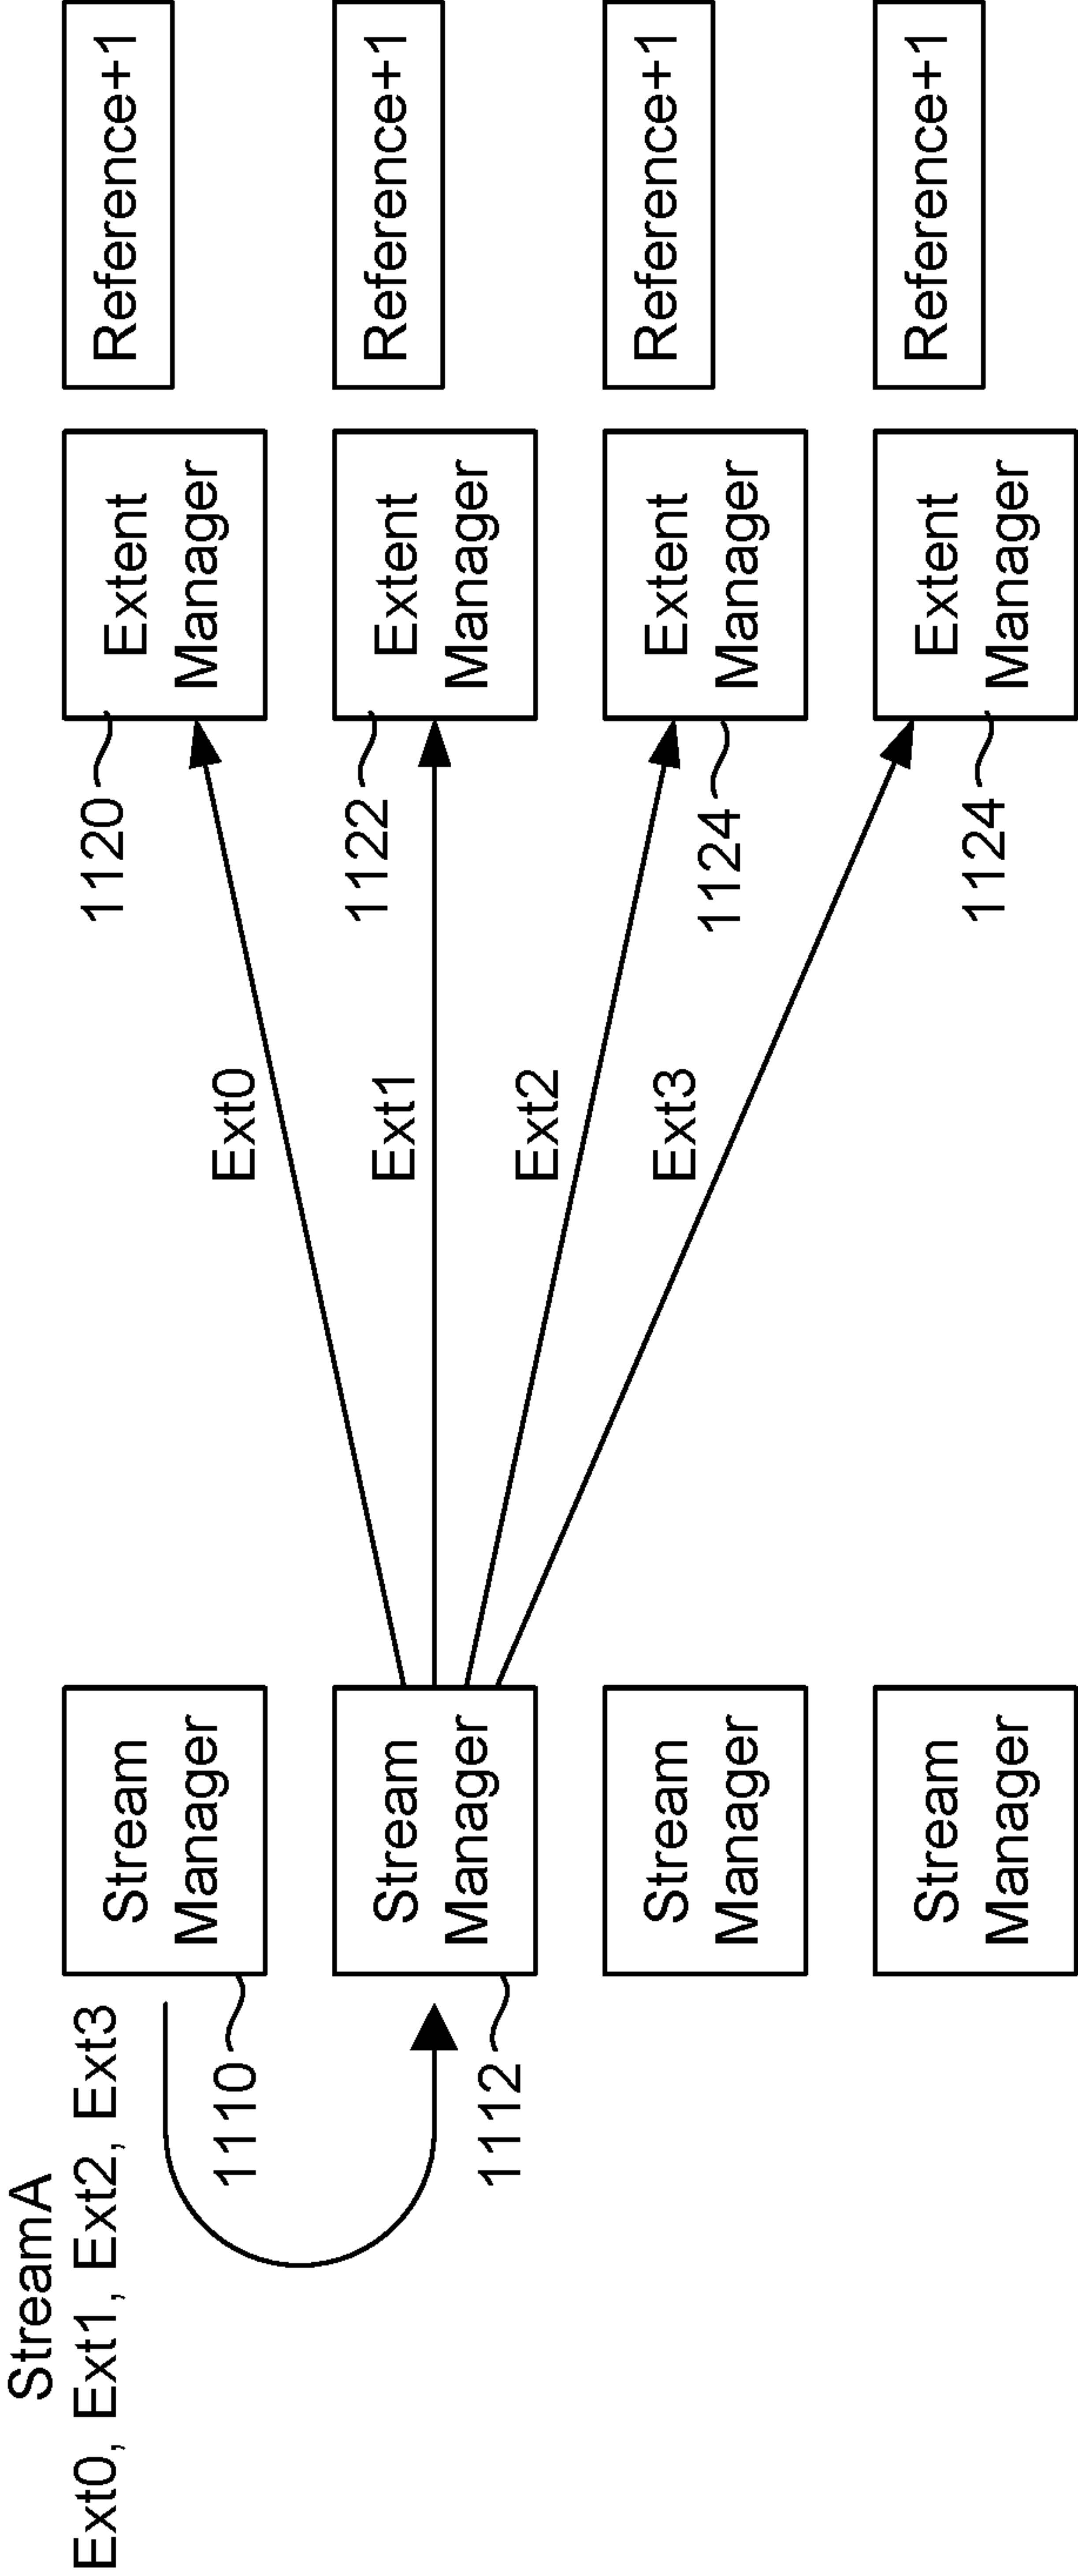 StreamA
Ext0, Ext1, Ext2, Ext3
Stream
Manager
1110
Stream
Manager
1112
Stream
Manager
Stream
Manager
Ext0
Ext1
Ext2
Ext3
1120
Extent
Manager
Reference+1
1122
Extent
Manager
Reference+1
1124
Extent
Manager
Reference+1
1124
Extent
Manager
Reference+1